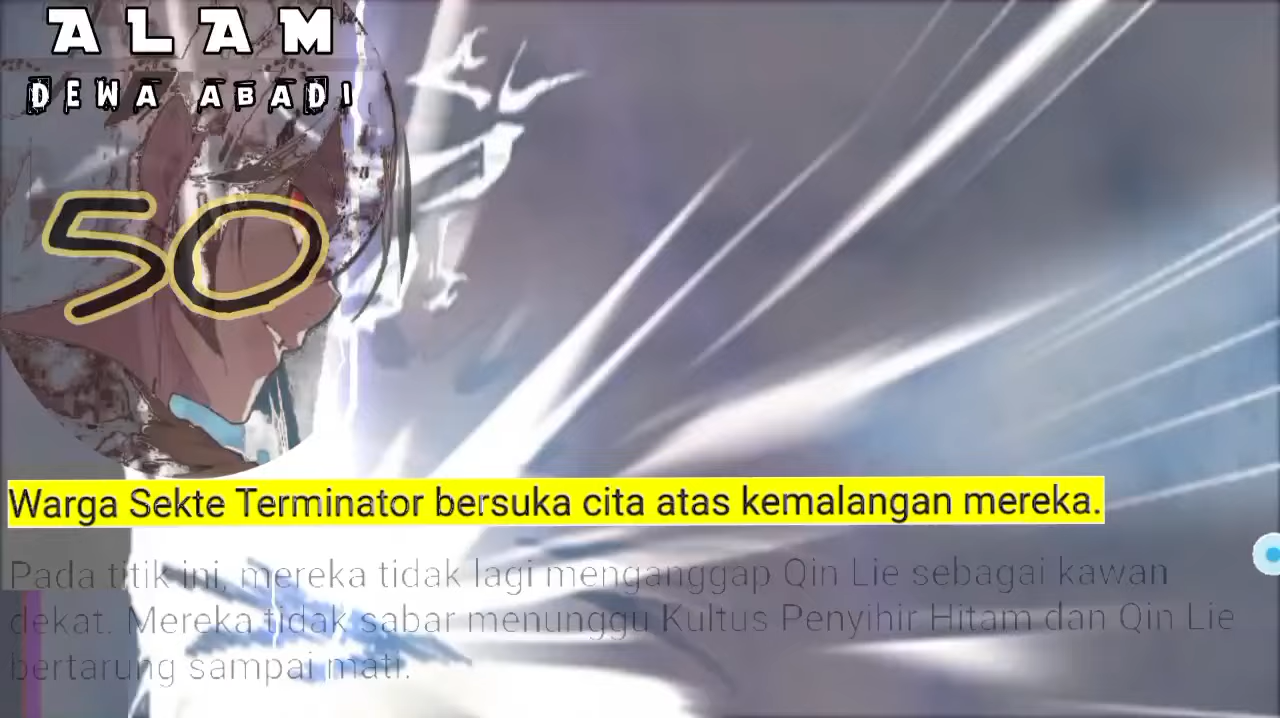 ALAM
DEWA ABADI
50
Warga Sekte Terminator bersuka cita atas kemalangan mereka.
Pada titik ini, mereka tidak lagi menganggap Qin Lie sebagai kawan
dekat. Mereka tidak sabar menunggu Kultus Penyihir Hitam dan Qin Lie
bertarung sampai mati.